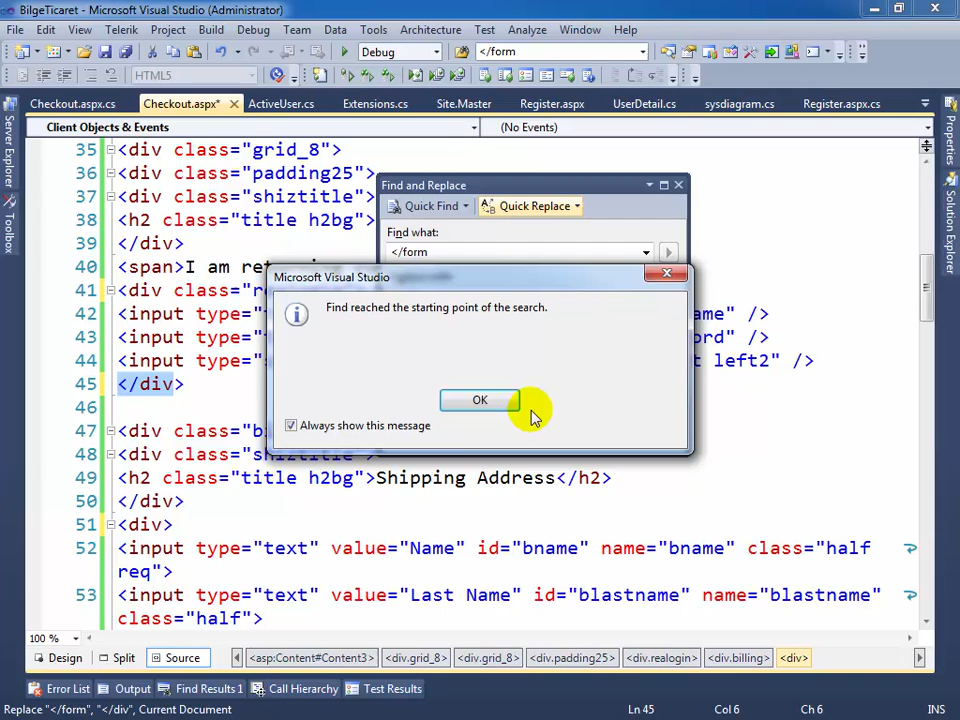 BilgeTicaret - Microsoft Visual Studio (Administrator)
File Edit View Telerik Project Build Debug Team Data Tools Architecture Test Analyze Window Help
Debug </form
HTML5
Checkout.aspx.cs Checkout.aspx* ActiveUser.cs Extensions.cs Site.Master Register.aspx UserDetail.cs sysdiagram.cs Register.aspx.cs
Client Objects & Events (No Events)
Server Explorer
Toolbox
Properties
Solution Explorer
35 <div class="grid_8">
36 <div class="padding25">
37 <div class="shiztitle">
38 <h2 class="title h2bg">
39 </div>
40 <span>I am
41 <div class=
42 <input type= name" />
43 <input type= ord" />
44 <input type= t left2" />
45 </div>
46
47 <div class=
48 <div class="shiztitle">
49 <h2 class="title h2bg">Shipping Address</h2>
50 </div>
51 <div>
52 <input type="text" value="Name" id="bname" name="bname" class="half
req">
53 <input type="text" value="Last Name" id="blastname" name="blastname"
class="half">
Find and Replace
Quick Find Quick Replace
Find what:
</form
Microsoft Visual Studio
Find reached the starting point of the search.
OK
Always show this message
100 %
Design Split Source <asp:Content#Content3> <div.grid_8> <div.grid_8> <div.padding25> <div.realogin> <div.billing> <div>
Error List Output Find Results 1 Call Hierarchy Test Results
Replace "</form", "</div", Current Document Ln 45 Col 6 Ch 6 INS